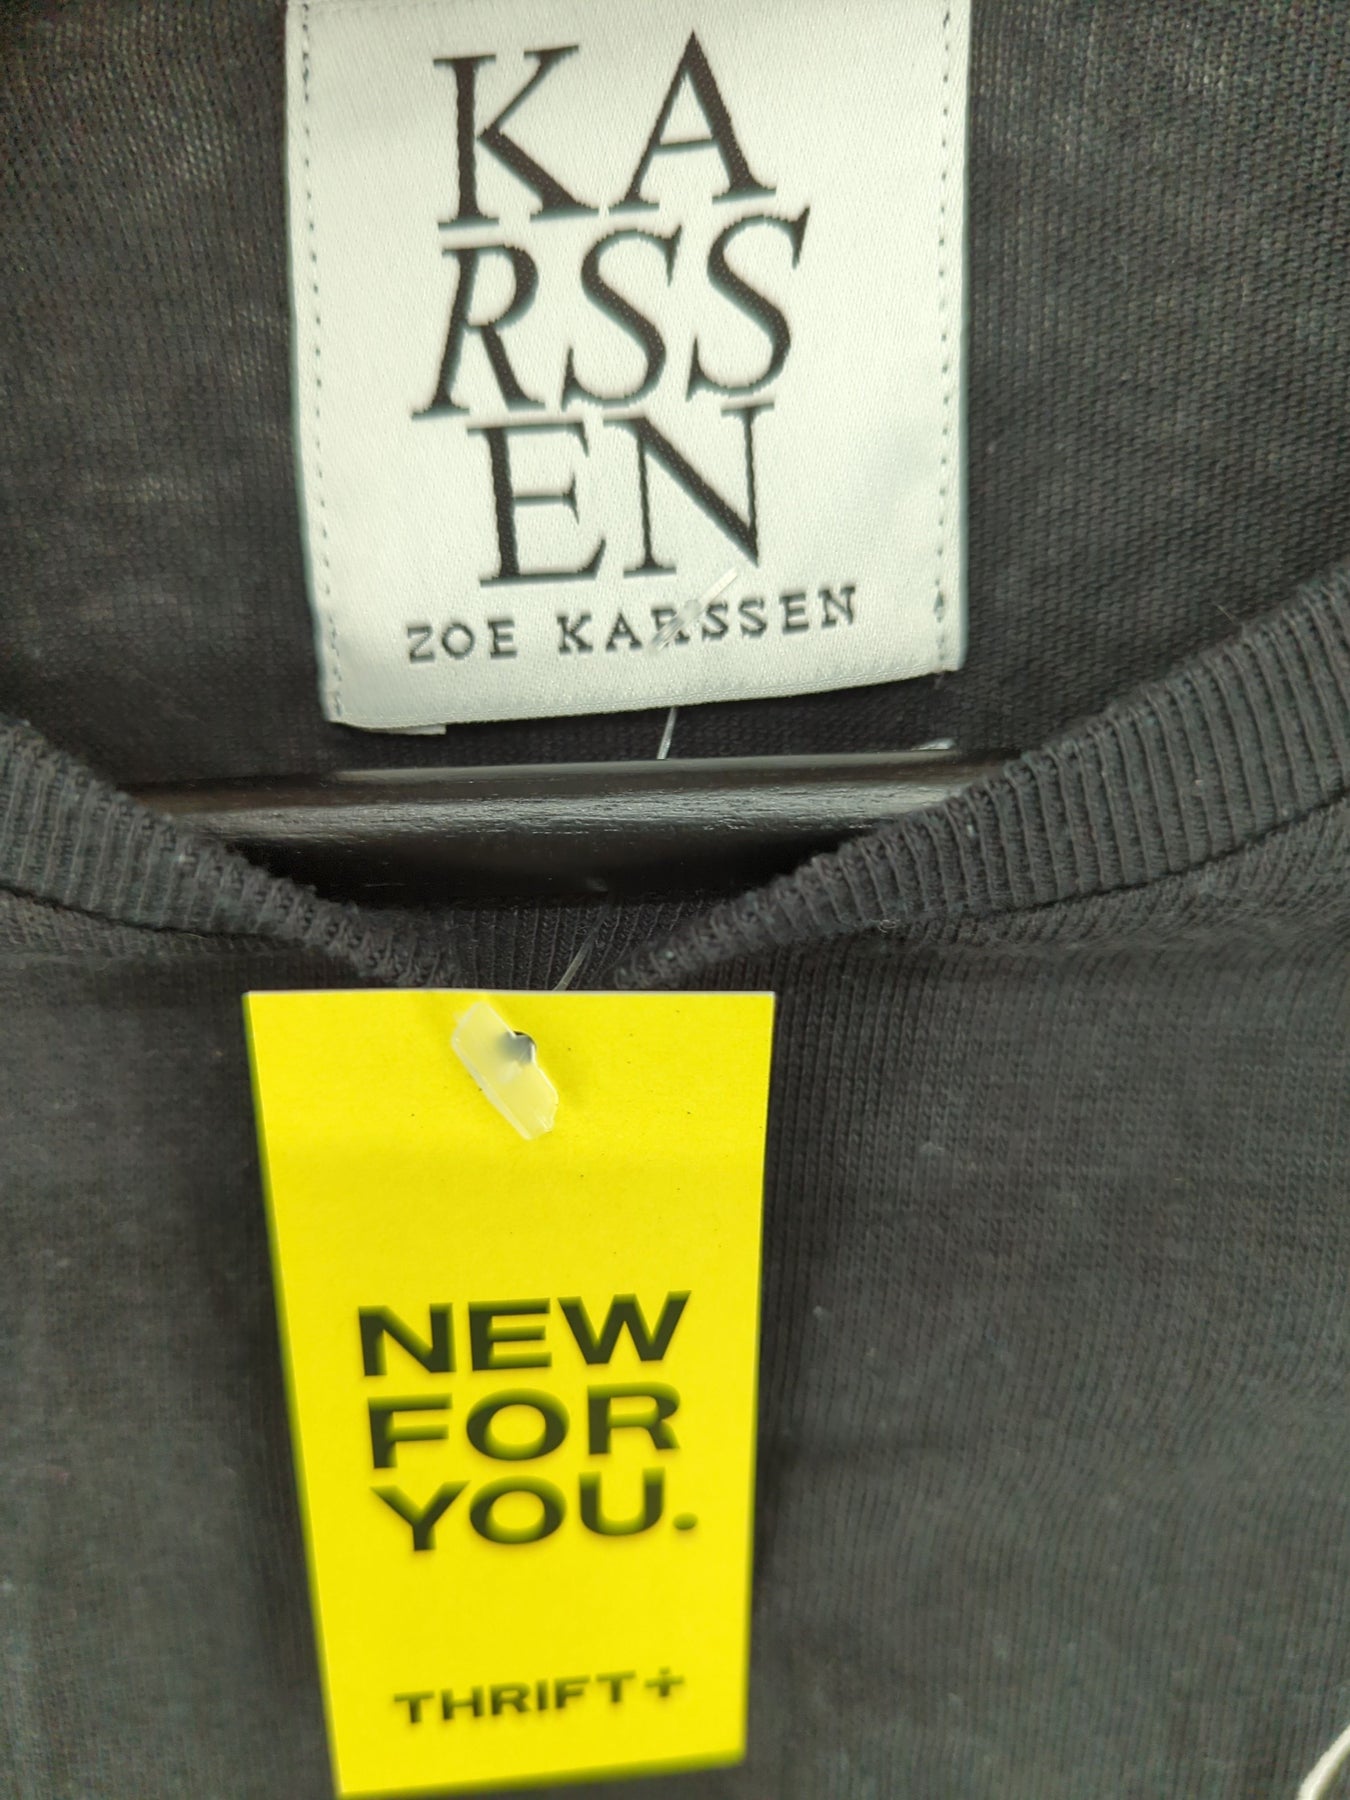 KA
RSS
EN
ZOE KARSSEN
NEW
FOR
YOU.
THRIFT+